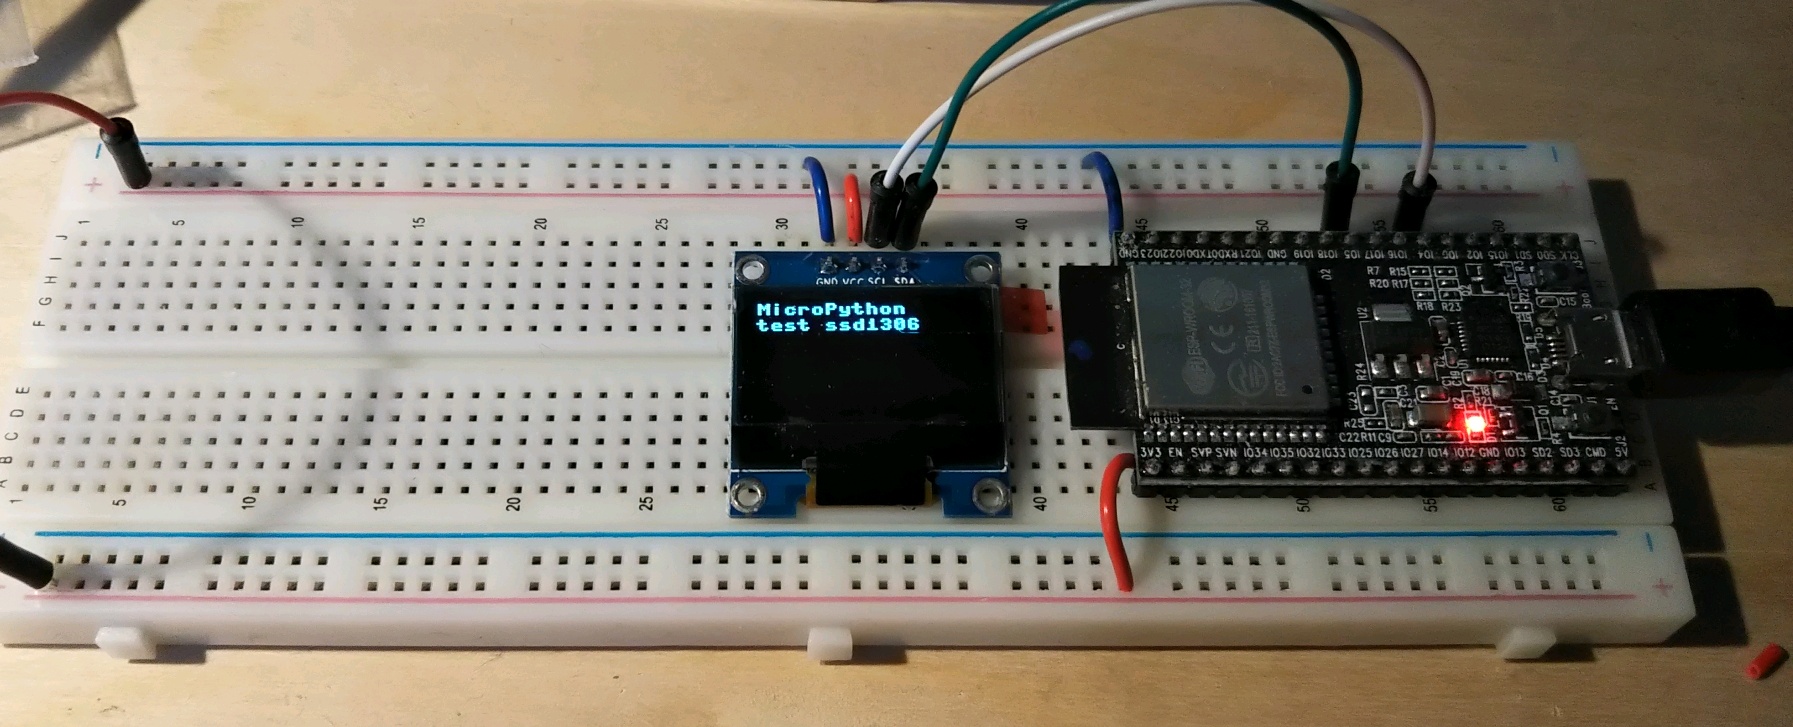 1 5 10 15 20 25 30 40 45 50 55 60
J
I
H
G
F
GND VCC SCL SDA
MicroPython
test ssd1306
GND IO23 IO22 TXD0 RXD0 IO21 GND IO19 IO18 IO5 IO17 IO16 IO4 IO0 IO2 IO15 SD1 SD0 CLK
R7 R15
R20 R17
R18 R23
D2
U2
C15
ESP-WROOM-32
CE
R24
C23
R25
C22 R11 C9
3V3 EN SVP SVN IO34 IO35 IO32 IO33 IO25 IO26 IO27 IO14 IO12 GND IO13 SD2 SD3 CMD 5V
E
D
C
B
A
1 5 10 15 20 25 40 45 50 55 60